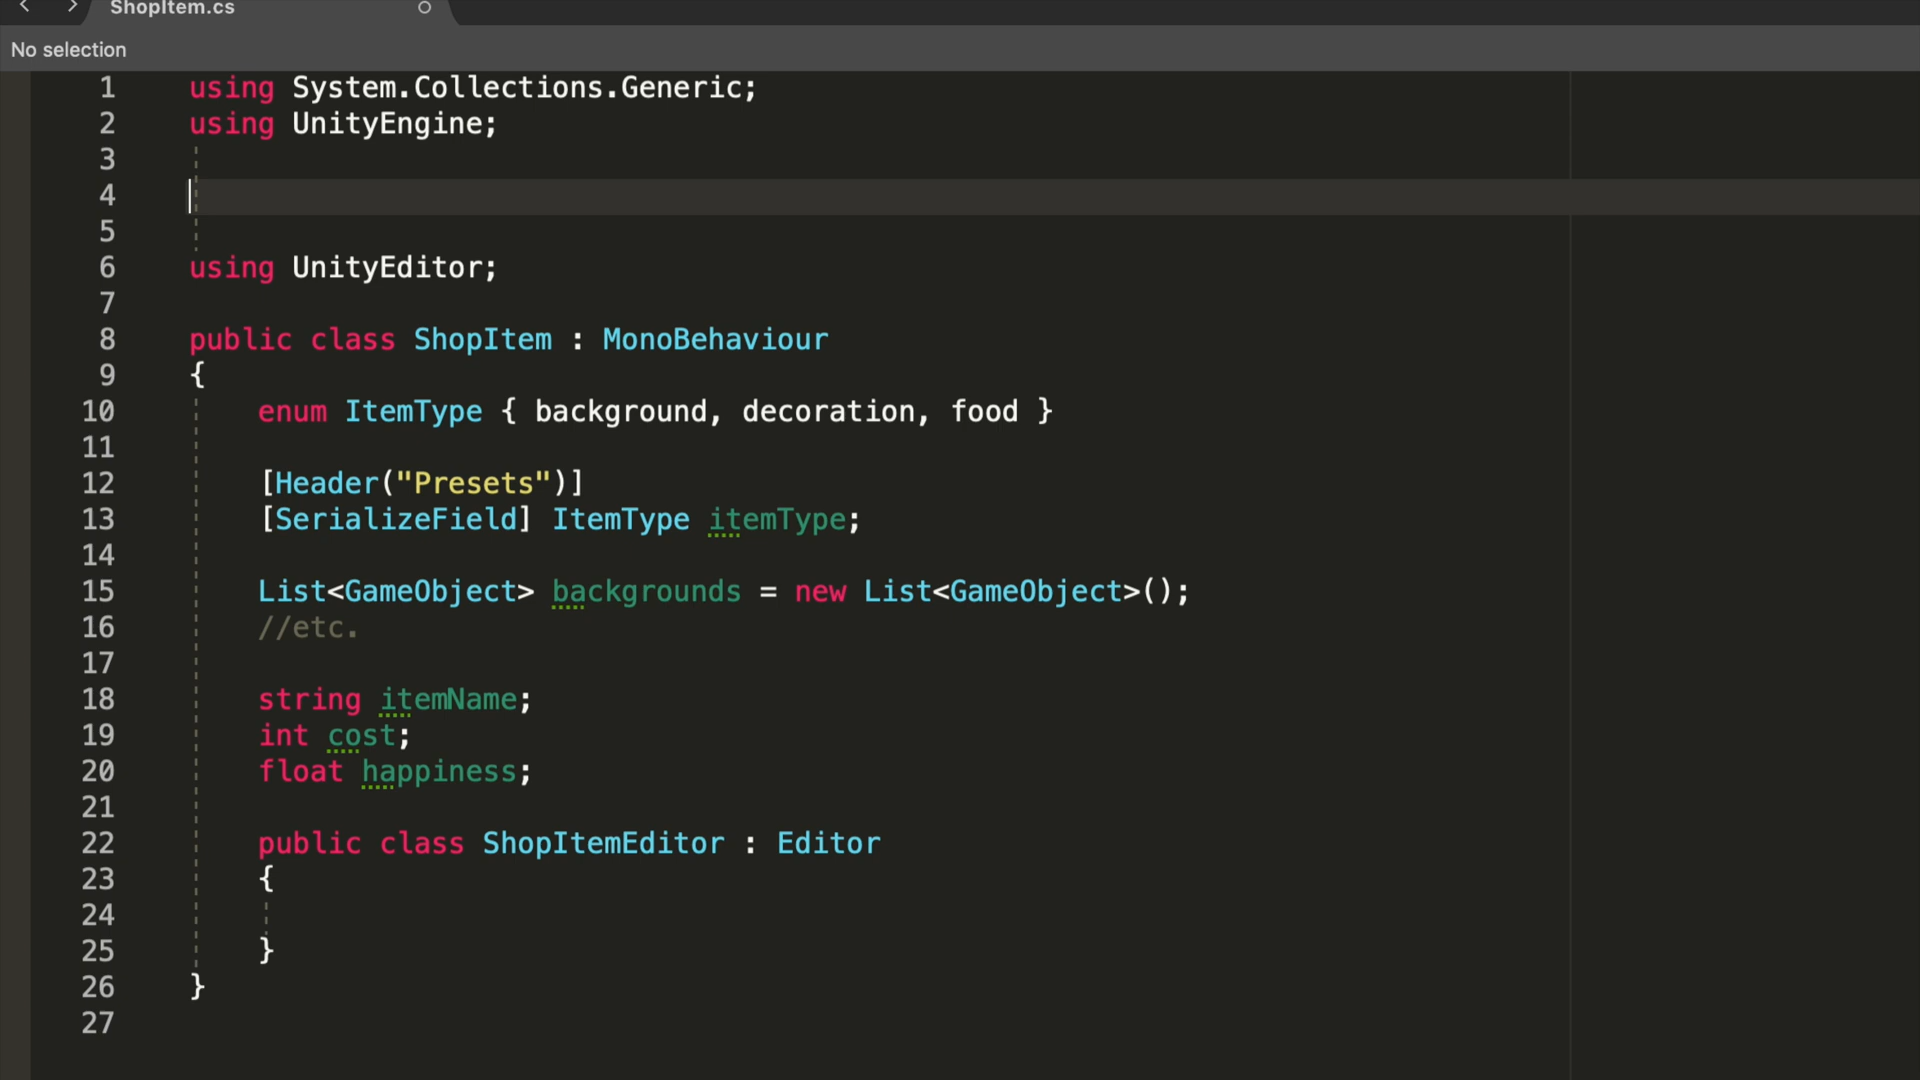 ShopItem.cs
No selection
1 using System.Collections.Generic;
2 using UnityEngine;
3
4
5
6 using UnityEditor;
7
8 public class ShopItem : MonoBehaviour
9 {
10 enum ItemType { background, decoration, food }
11
12 [Header("Presets")]
13 [SerializeField] ItemType itemType;
14
15 List<GameObject> backgrounds = new List<GameObject>();
16 //etc.
17
18 string itemName;
19 int cost;
20 float happiness;
21
22 public class ShopItemEditor : Editor
23 {
24
25 }
26 }
27